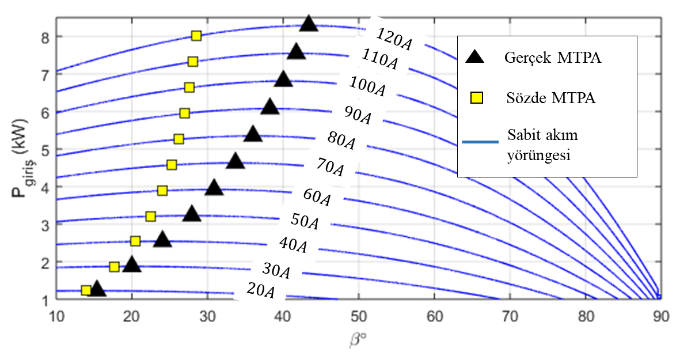 8
7
6
5
4
3
2
1
P giriş (kW)
10 20 30 40 50 60 70 80 90
β°
120A
110A
100A
90A
80A
70A
60A
50A
40A
30A
20A
Gerçek MTPA
Sözde MTPA
Sabit akım
yörüngesi